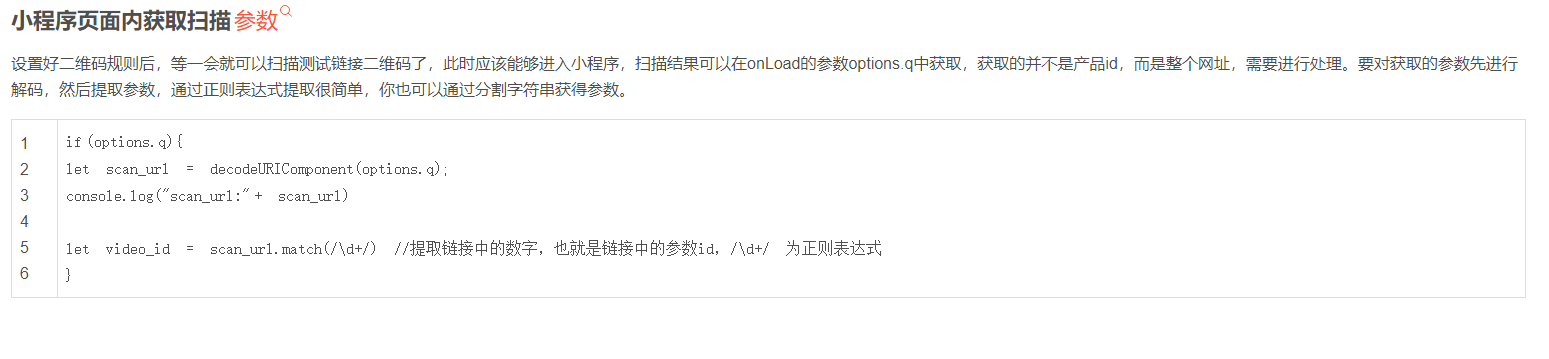 小程序页面内获取扫描参数
设置好二维码规则后，等一会就可以扫描测试链接二维码了，此时应该能够进入小程序，扫描结果可以在onLoad的参数options.q中获取，获取的并不是产品id，而是整个网址，需要进行处理。要对获取的参数先进行
解码，然后提取参数，通过正则表达式提取很简单，你也可以通过分割字符串获得参数。
1 if(options.q){
2 let scan_url = decodeURIComponent(options.q);
3 console.log("scan_url:"+ scan_url)
4
5 let video_id = scan_url.match(/\d+/) //提取链接中的数字，也就是链接中的参数id，/\d+/ 为正则表达式
6 }